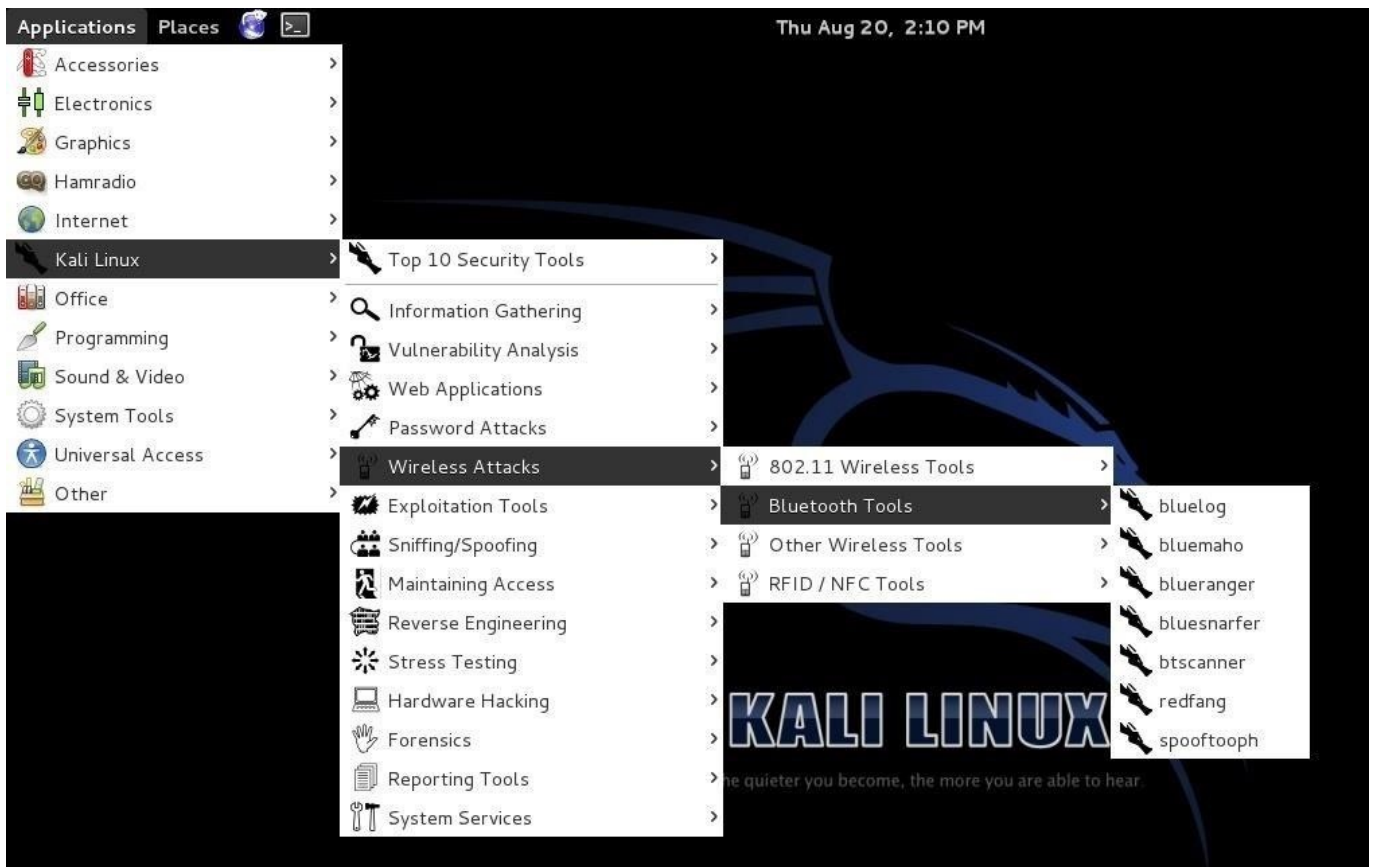 Applications Places Thu Aug 20, 2:10 PM
Accessories
Electronics
Graphics
Hamradio
Internet
Kali Linux
Office
Programming
Sound & Video
System Tools
Universal Access
Other
Top 10 Security Tools
Information Gathering
Vulnerability Analysis
Web Applications
Password Attacks
Wireless Attacks
Exploitation Tools
Sniffing/Spoofing
Maintaining Access
Reverse Engineering
Stress Testing
Hardware Hacking
Forensics
Reporting Tools
System Services
802.11 Wireless Tools
Bluetooth Tools
Other Wireless Tools
RFID / NFC Tools
bluelog
bluemaho
blueranger
bluesnarfer
btscanner
redfang
spooftooph
KALI LINUX
he quieter you become, the more you are able to hear.